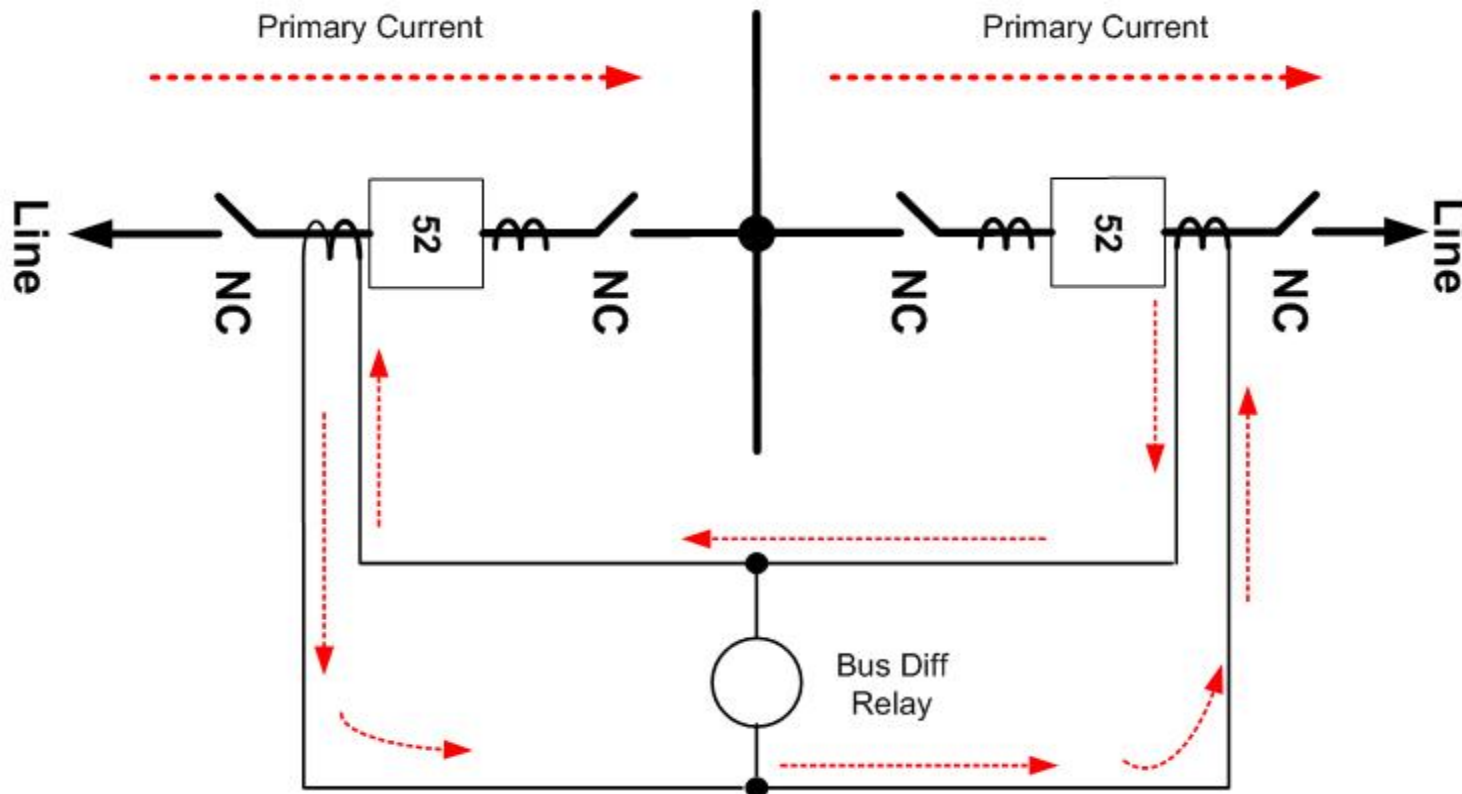 Primary Current
Primary Current
Line
NC
52
NC
NC
52
NC
Line
Bus Diff
Relay